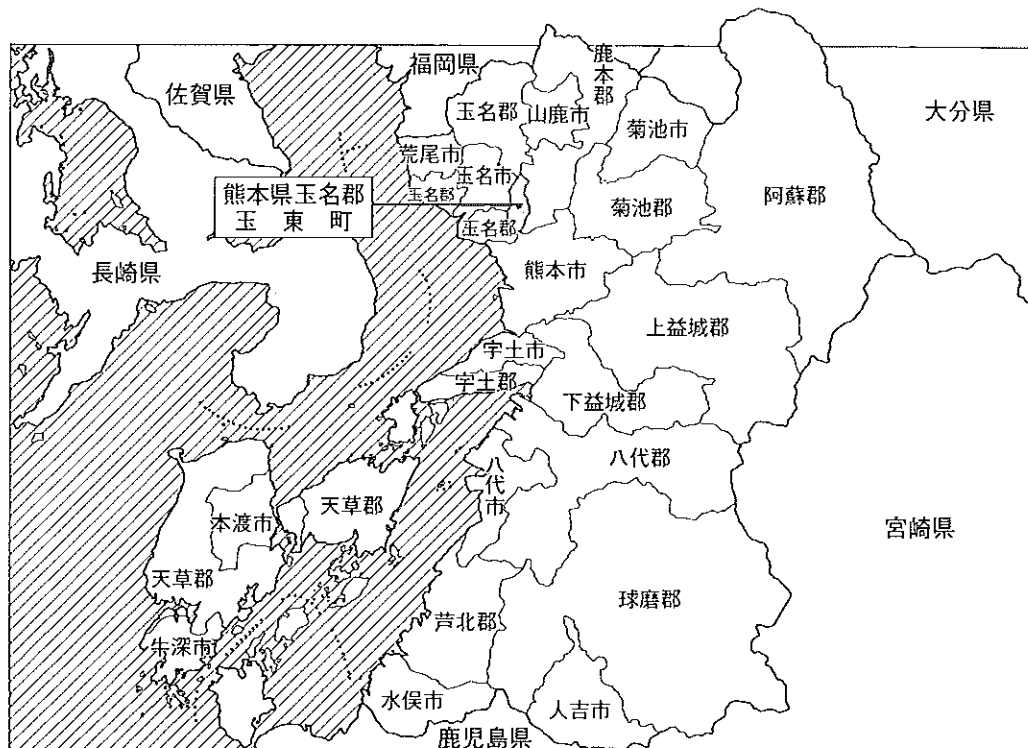 福岡県
鹿本郡
佐賀県
玉名郡
山鹿市
菊池市
大分県
荒尾市
玉名市
玉名郡
熊本県玉名郡
玉東町
菊池郡
阿蘇郡
玉名郡
長崎県
熊本市
上益城郡
宇土市
宇土郡
下益城郡
八代郡
八代市
天草郡
本渡市
宮崎県
天草郡
球磨郡
芦北郡
牛深市
水俣市
人吉市
鹿児島県